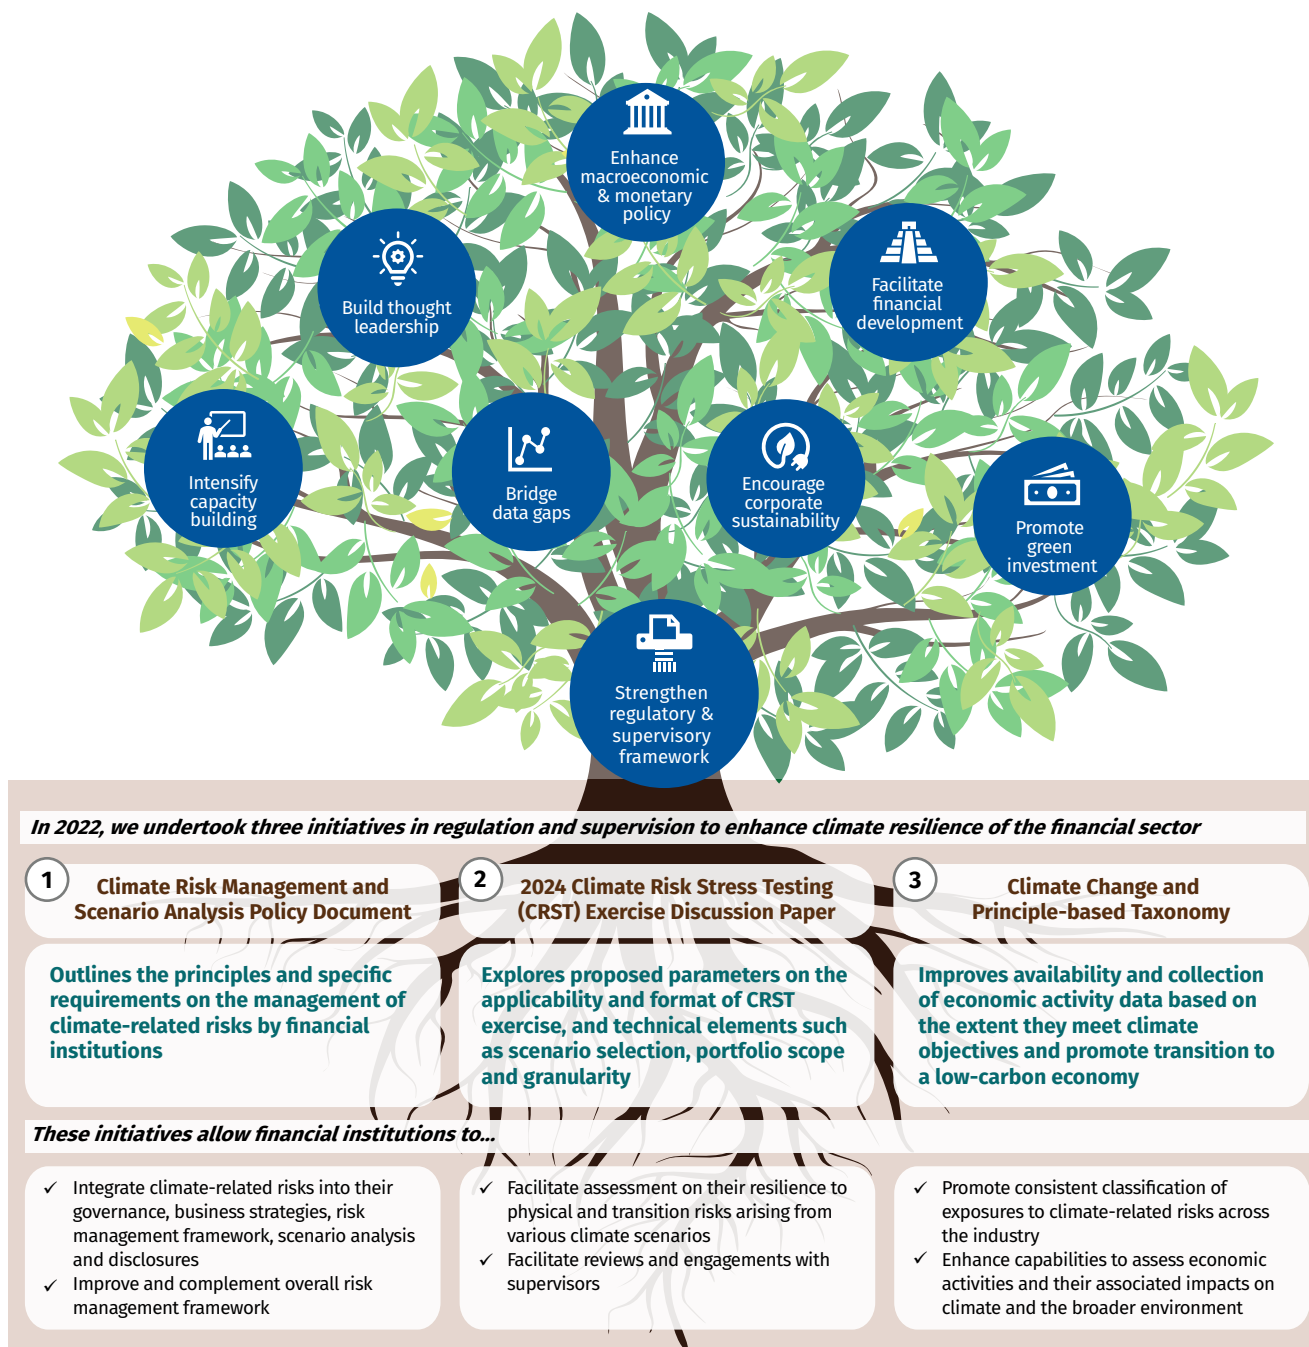 Enhance
macroeconomic
& monetary
policy
Build thought
leadership
Facilitate
financial
development
Intensify
capacity
building
Bridge
data gaps
Encourage
corporate
sustainability
Promote
green
investment
Strengthen
regulatory &
supervisory
framework
In 2022, we undertook three initiatives in regulation and supervision to enhance climate resilience of the financial sector
1
Climate Risk Management and
Scenario Analysis Policy Document
Outlines the principles and specific
requirements on the management of
climate-related risks by financial
institutions
2
2024 Climate Risk Stress Testing
(CRST) Exercise Discussion Paper
Explores proposed parameters on the
applicability and format of CRST
exercise, and technical elements such
as scenario selection, portfolio scope
and granularity
3
Climate Change and
Principle-based Taxonomy
Improves availability and collection
of economic activity data based on
the extent they meet climate
objectives and promote transition to
a low-carbon economy
These initiatives allow financial institutions to...
✓ Integrate climate-related risks into their
governance, business strategies, risk
management framework, scenario analysis
and disclosures
✓ Improve and complement overall risk
management framework
✓ Facilitate assessment on their resilience to
physical and transition risks arising from
various climate scenarios
✓ Facilitate reviews and engagements with
supervisors
✓ Promote consistent classification of
exposures to climate-related risks across
the industry
✓ Enhance capabilities to assess economic
activities and their associated impacts on
climate and the broader environment